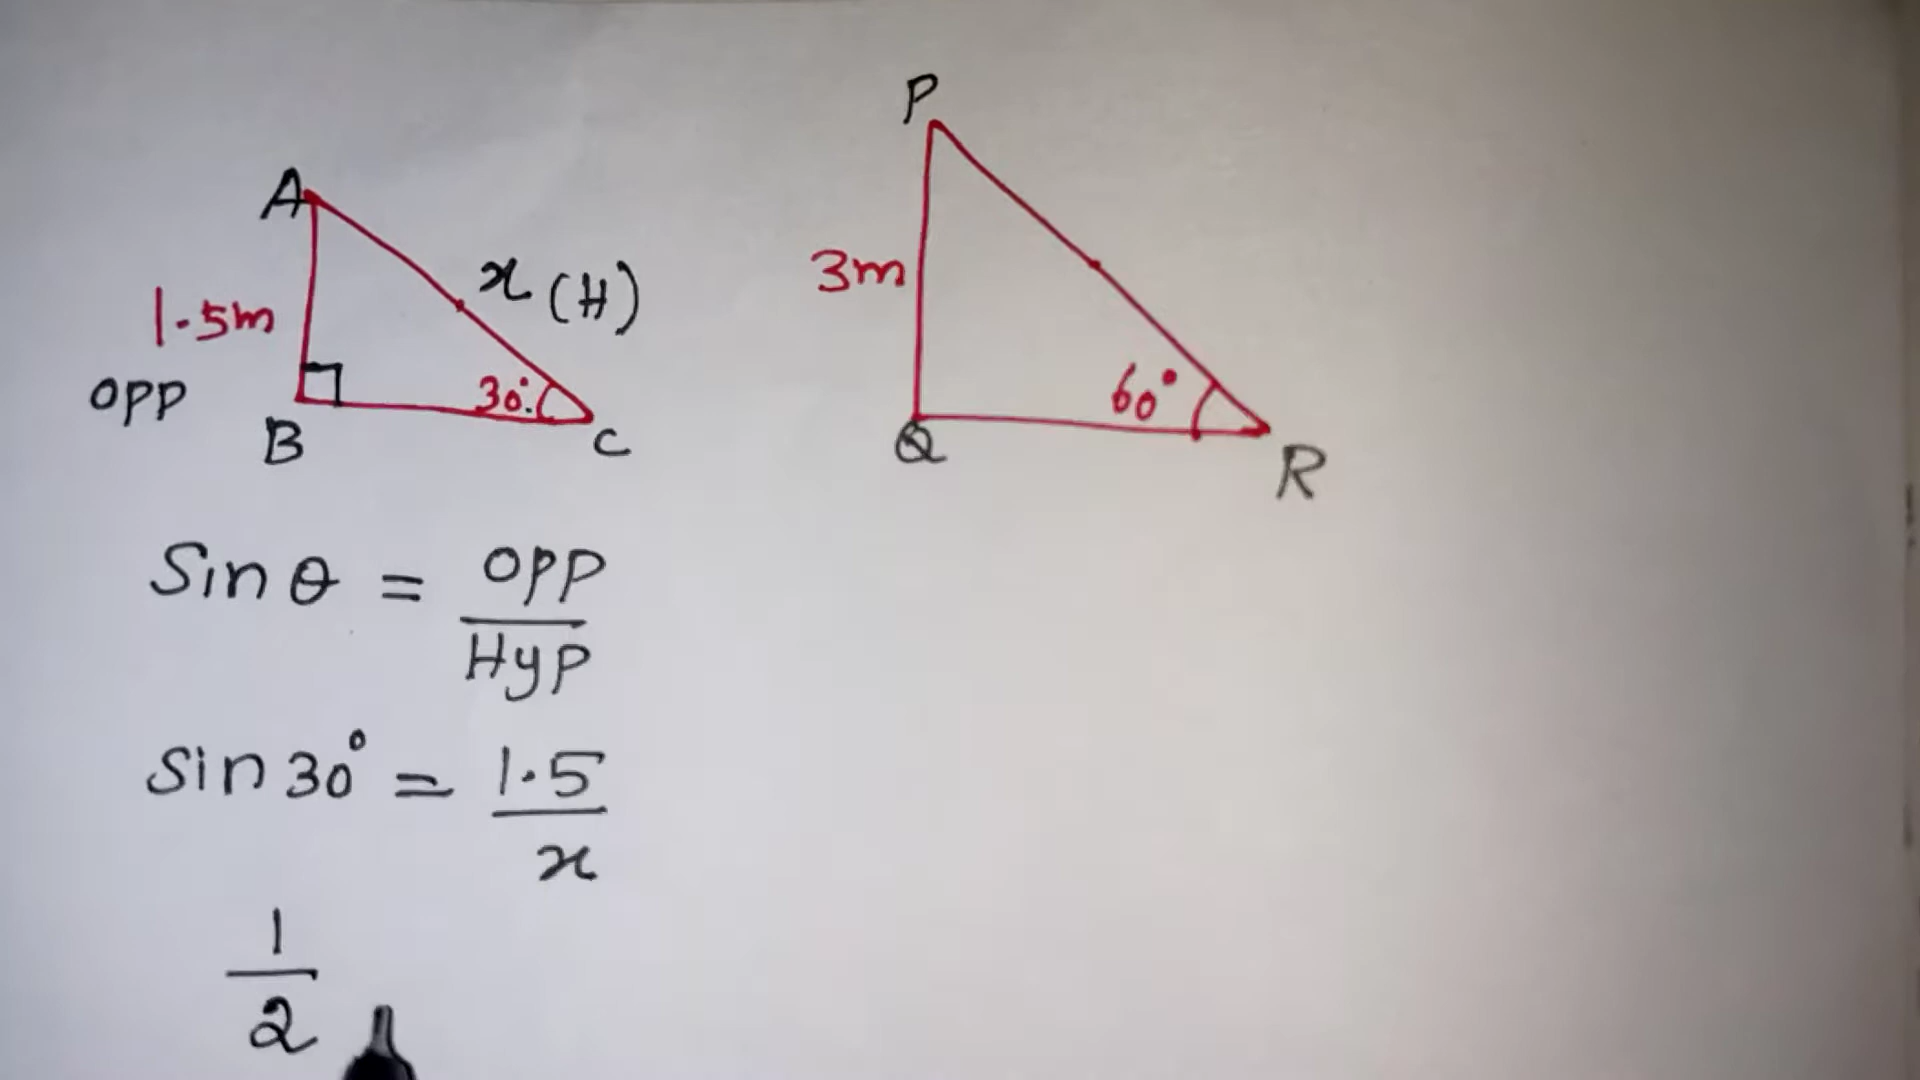 P
A
x (H)
3m
1.5m
30°
60°
opp
B
C
Q
R
Sin θ = opp
Hyp
Sin 30° = 1.5
x
1
2